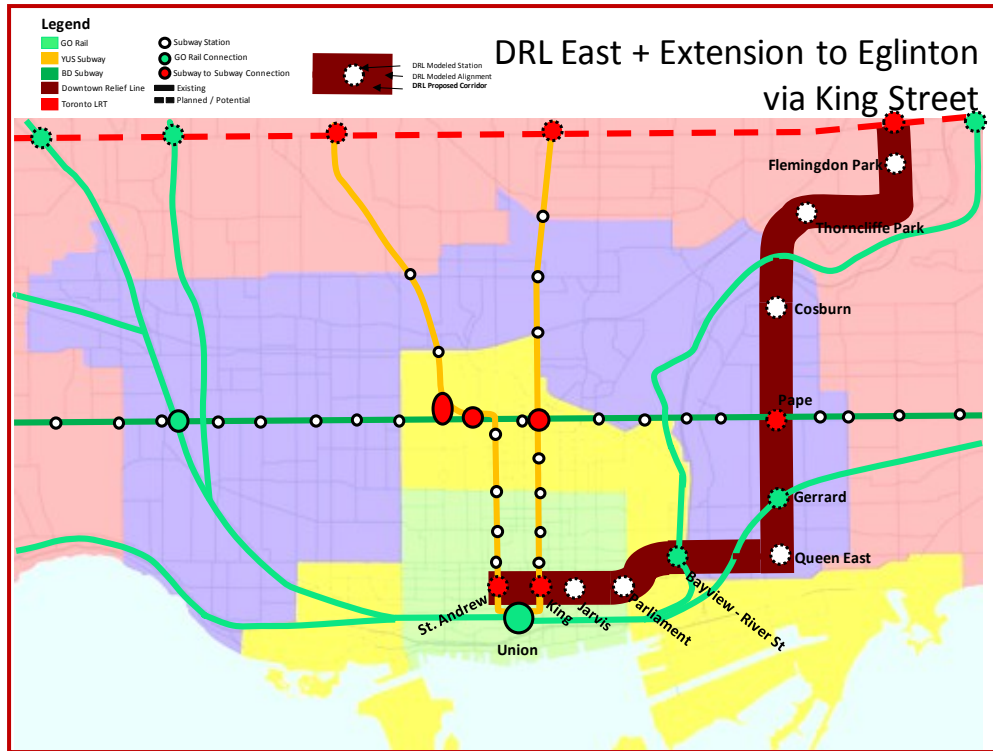 DRL East + Extension to Eglinton
via King Street
Legend
GO Rail
YUS Subway
BD Subway
Downtown Relief Line
Toronto LRT
Subway Station
GO Rail Connection
Subway to Subway Connection
Existing
Planned / Potential
DRL Modeled Station
DRL Modeled Alignment
DRL Proposed Corridor
Flemingdon Park
Thorncliffe Park
Cosburn
Pape
Gerrard
Queen East
Bayview - River St
Parliament
Jarvis
King
St. Andrew
Union